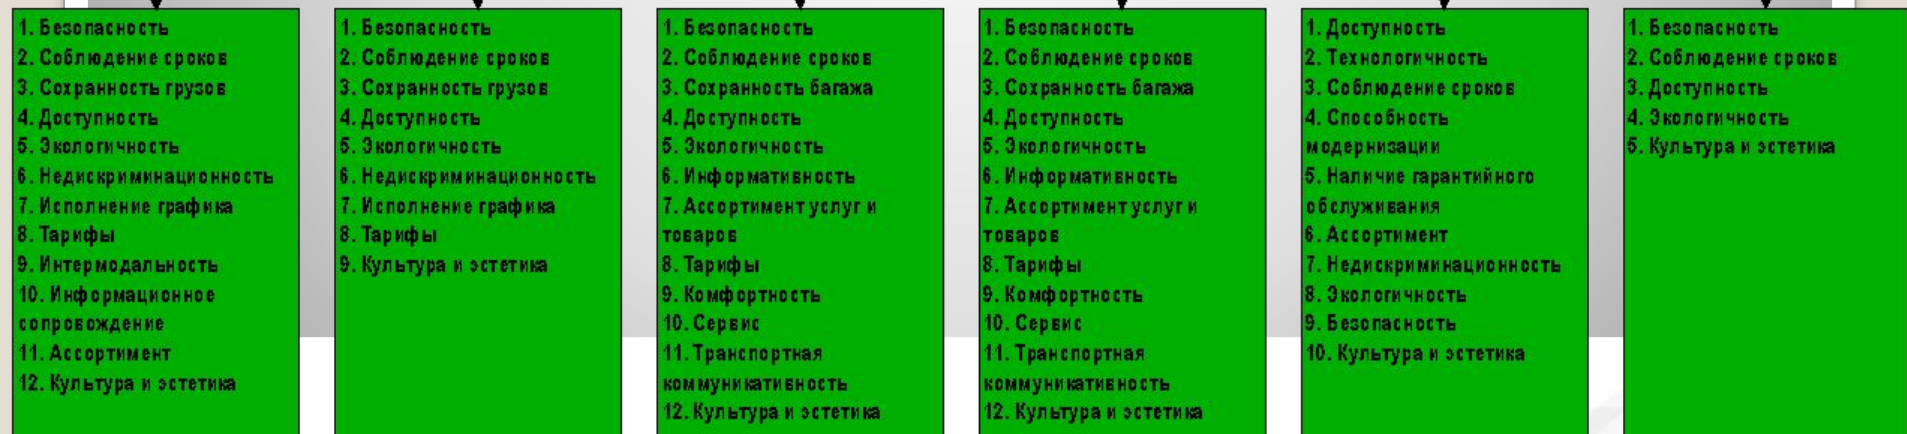 1. Безопасность
2. Соблюдение сроков
3. Сохранность грузов
4. Доступность
5. Экологичность
6. Недискриминационность
7. Исполнение графика
8. Тарифы
9. Интермодальность
10. Информационное
сопровождение
11. Ассортимент
12. Культура и эстетика
1. Безопасность
2. Соблюдение сроков
3. Сохранность грузов
4. Доступность
5. Экологичность
6. Недискриминационность
7. Исполнение графика
8. Тарифы
9. Культура и эстетика
1. Безопасность
2. Соблюдение сроков
3. Сохранность багажа
4. Доступность
5. Экологичность
6. Информативность
7. Ассортимент услуг и
товаров
8. Тарифы
9. Комфортность
10. Сервис
11. Транспортная
коммуникативность
12. Культура и эстетика
1. Безопасность
2. Соблюдение сроков
3. Сохранность багажа
4. Доступность
5. Экологичность
6. Информативность
7. Ассортимент услуг и
товаров
8. Тарифы
9. Комфортность
10. Сервис
11. Транспортная
коммуникативность
12. Культура и эстетика
1. Доступность
2. Технологичность
3. Соблюдение сроков
4. Способность
модернизации
5. Наличие гарантийного
обслуживания
6. Ассортимент
7. Недискриминационность
8. Экологичность
9. Безопасность
10. Культура и эстетика
1. Безопасность
2. Соблюдение сроков
3. Доступность
4. Экологичность
5. Культура и эстетика